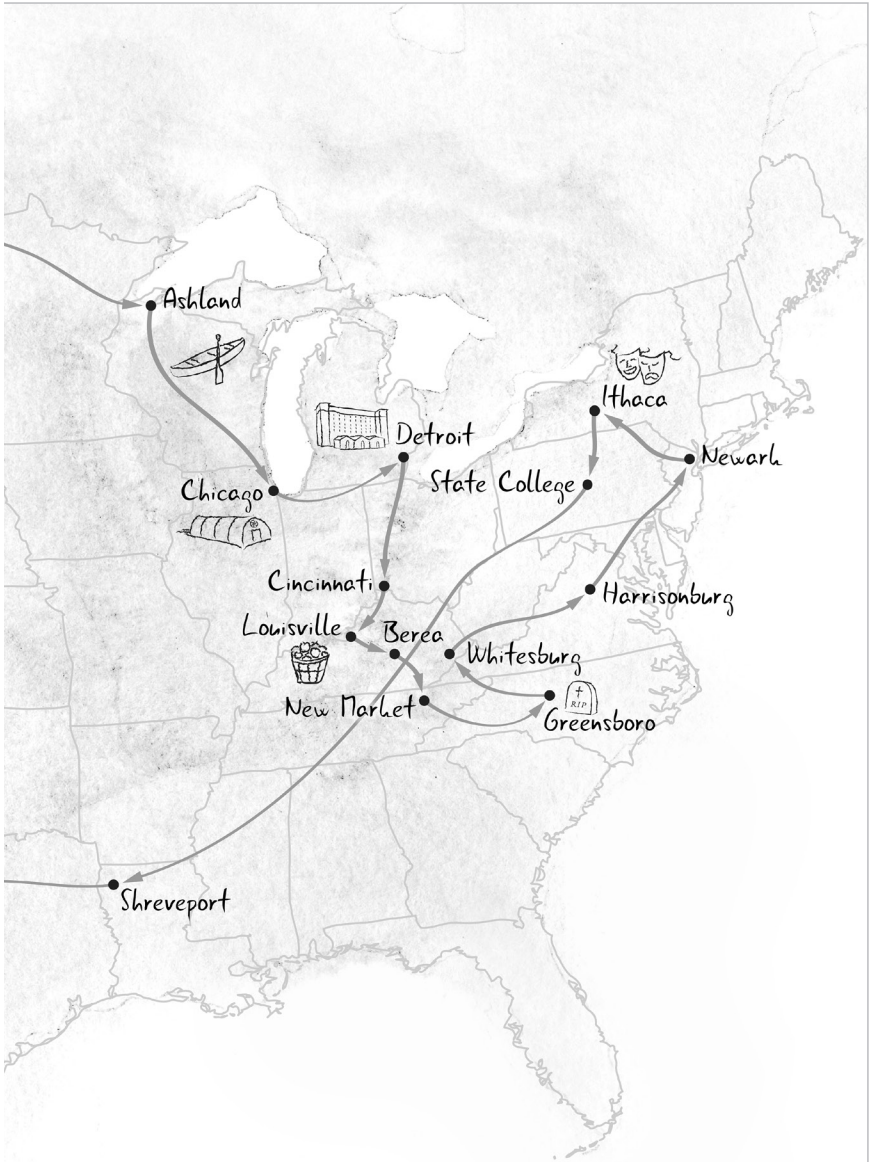 Ashland
Detroit
Chicago
Ithaca
Newark
State College
Cincinnati
Harrisonburg
Louisville
Berea
Whitesburg
New Market
RIP
Greensboro
Shreveport